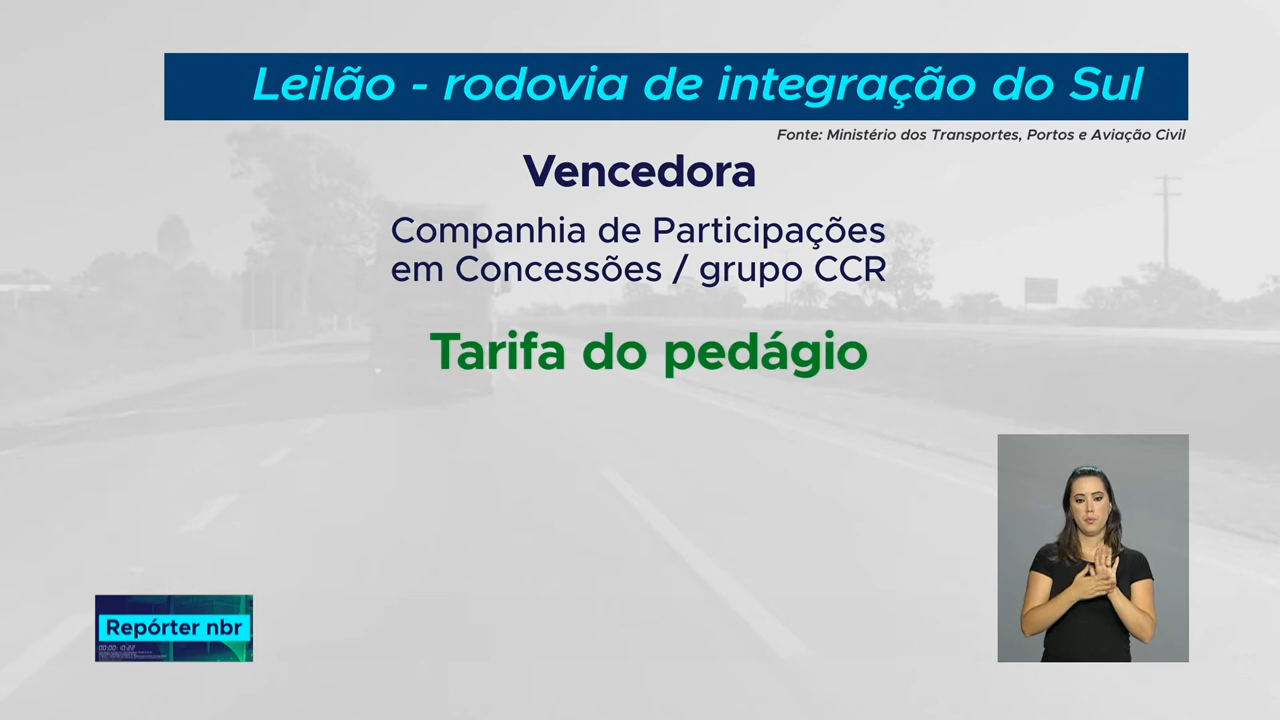 Leilão - rodovia de integração do Sul
Fonte: Ministério dos Transportes, Portos e Aviação Civil
Vencedora
Companhia de Participações
em Concessões / grupo CCR
Tarifa do pedágio
Repórter nbr